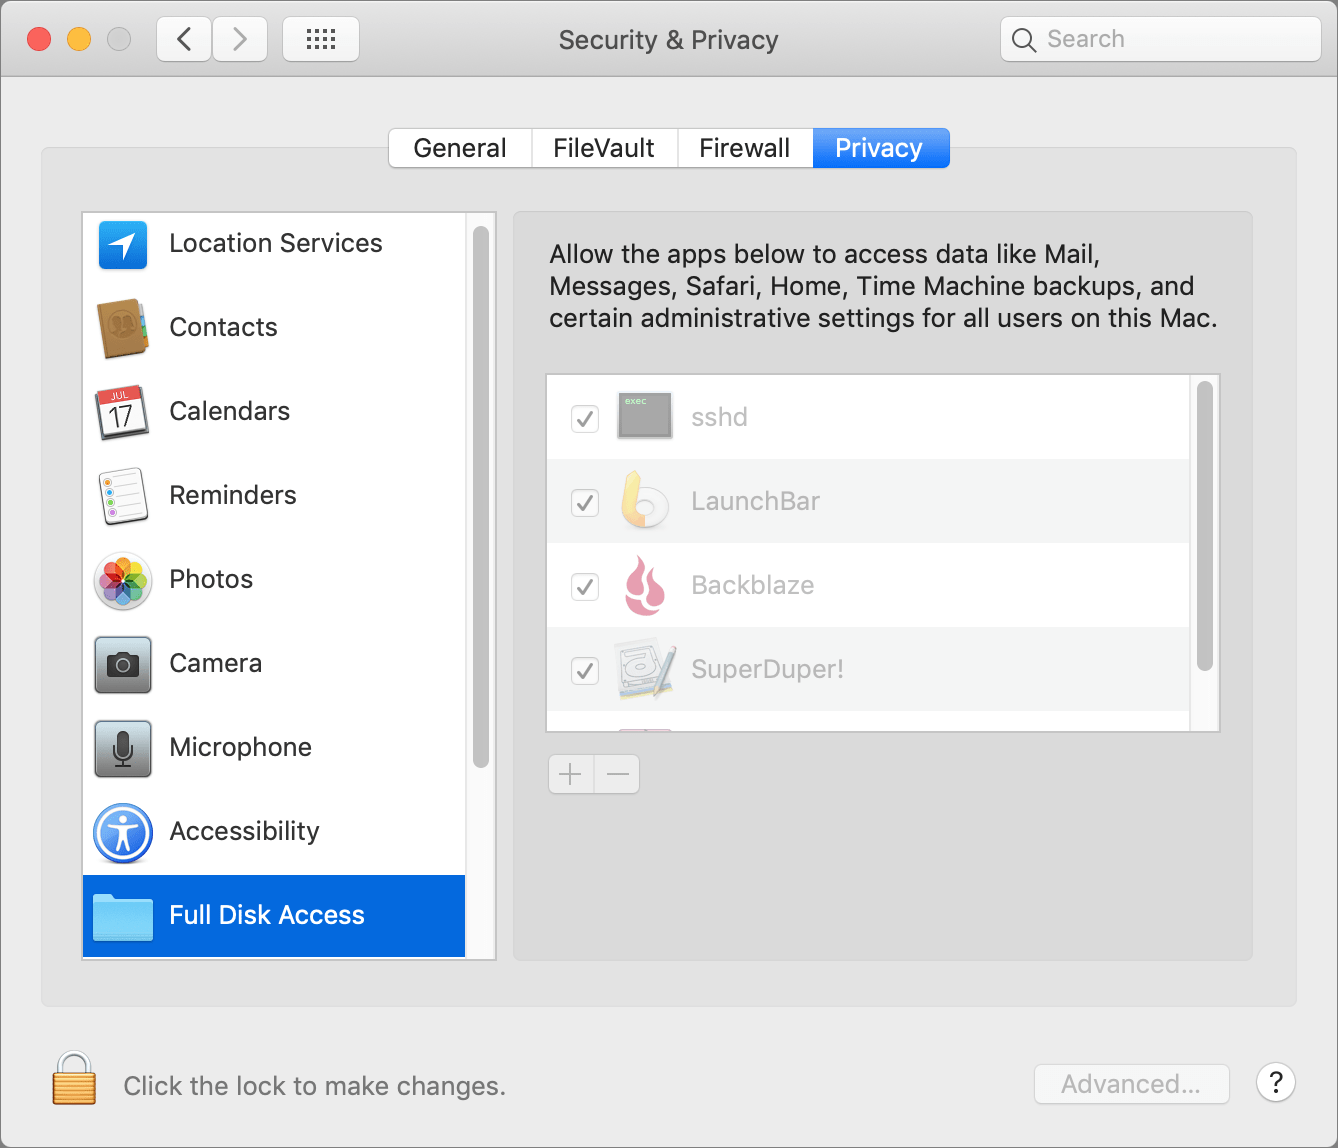 Security & Privacy
Search
General
FileVault
Firewall
Privacy
Location Services
Contacts
JUL
17
Calendars
Reminders
Photos
Camera
Microphone
Accessibility
Full Disk Access
Allow the apps below to access data like Mail,
Messages, Safari, Home, Time Machine backups, and
certain administrative settings for all users on this Mac.
exec
sshd
LaunchBar
Backblaze
SuperDuper!
Click the lock to make changes.
Advanced...
?